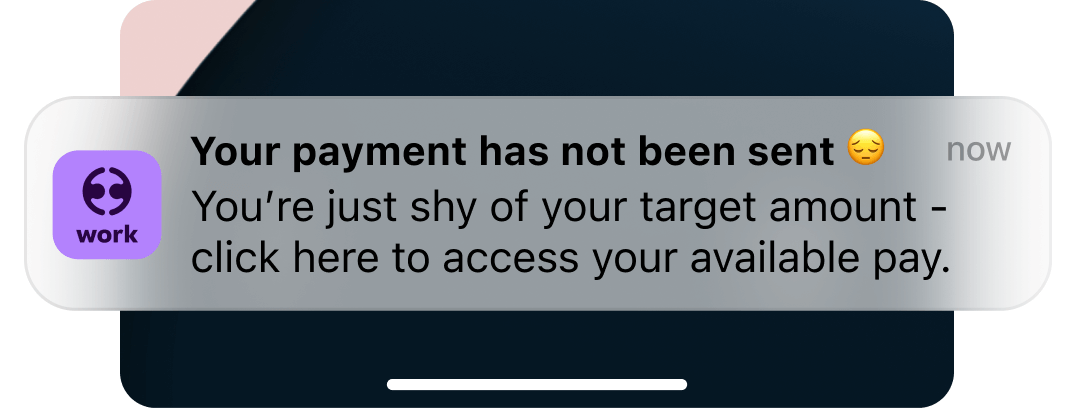 Your payment has not been sent 😔
now
You’re just shy of your target amount -
click here to access your available pay.
work